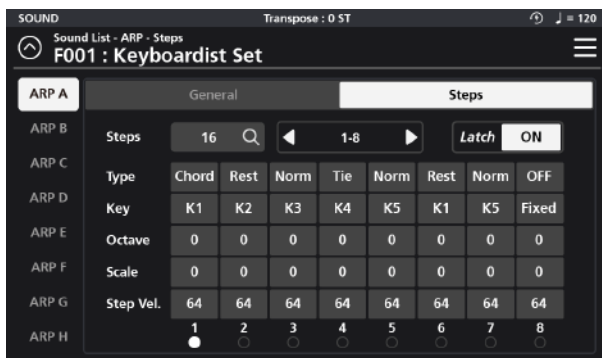 SOUND Transpose : 0 ST ♩ = 120
Sound List - ARP - Steps
F001 : Keyboardist Set
ARP A General Steps
ARP B Steps 16 1-8 Latch ON
ARP C
Type Chord Rest Norm Tie Norm Rest Norm OFF
ARP D
Key K1 K2 K3 K4 K5 K1 K5 Fixed
ARP E Octave 0 0 0 0 0 0 0 0
ARP F Scale 0 0 0 0 0 0 0 0
ARP G Step Vel. 64 64 64 64 64 64 64 64
ARP H 1 2 3 4 5 6 7 8